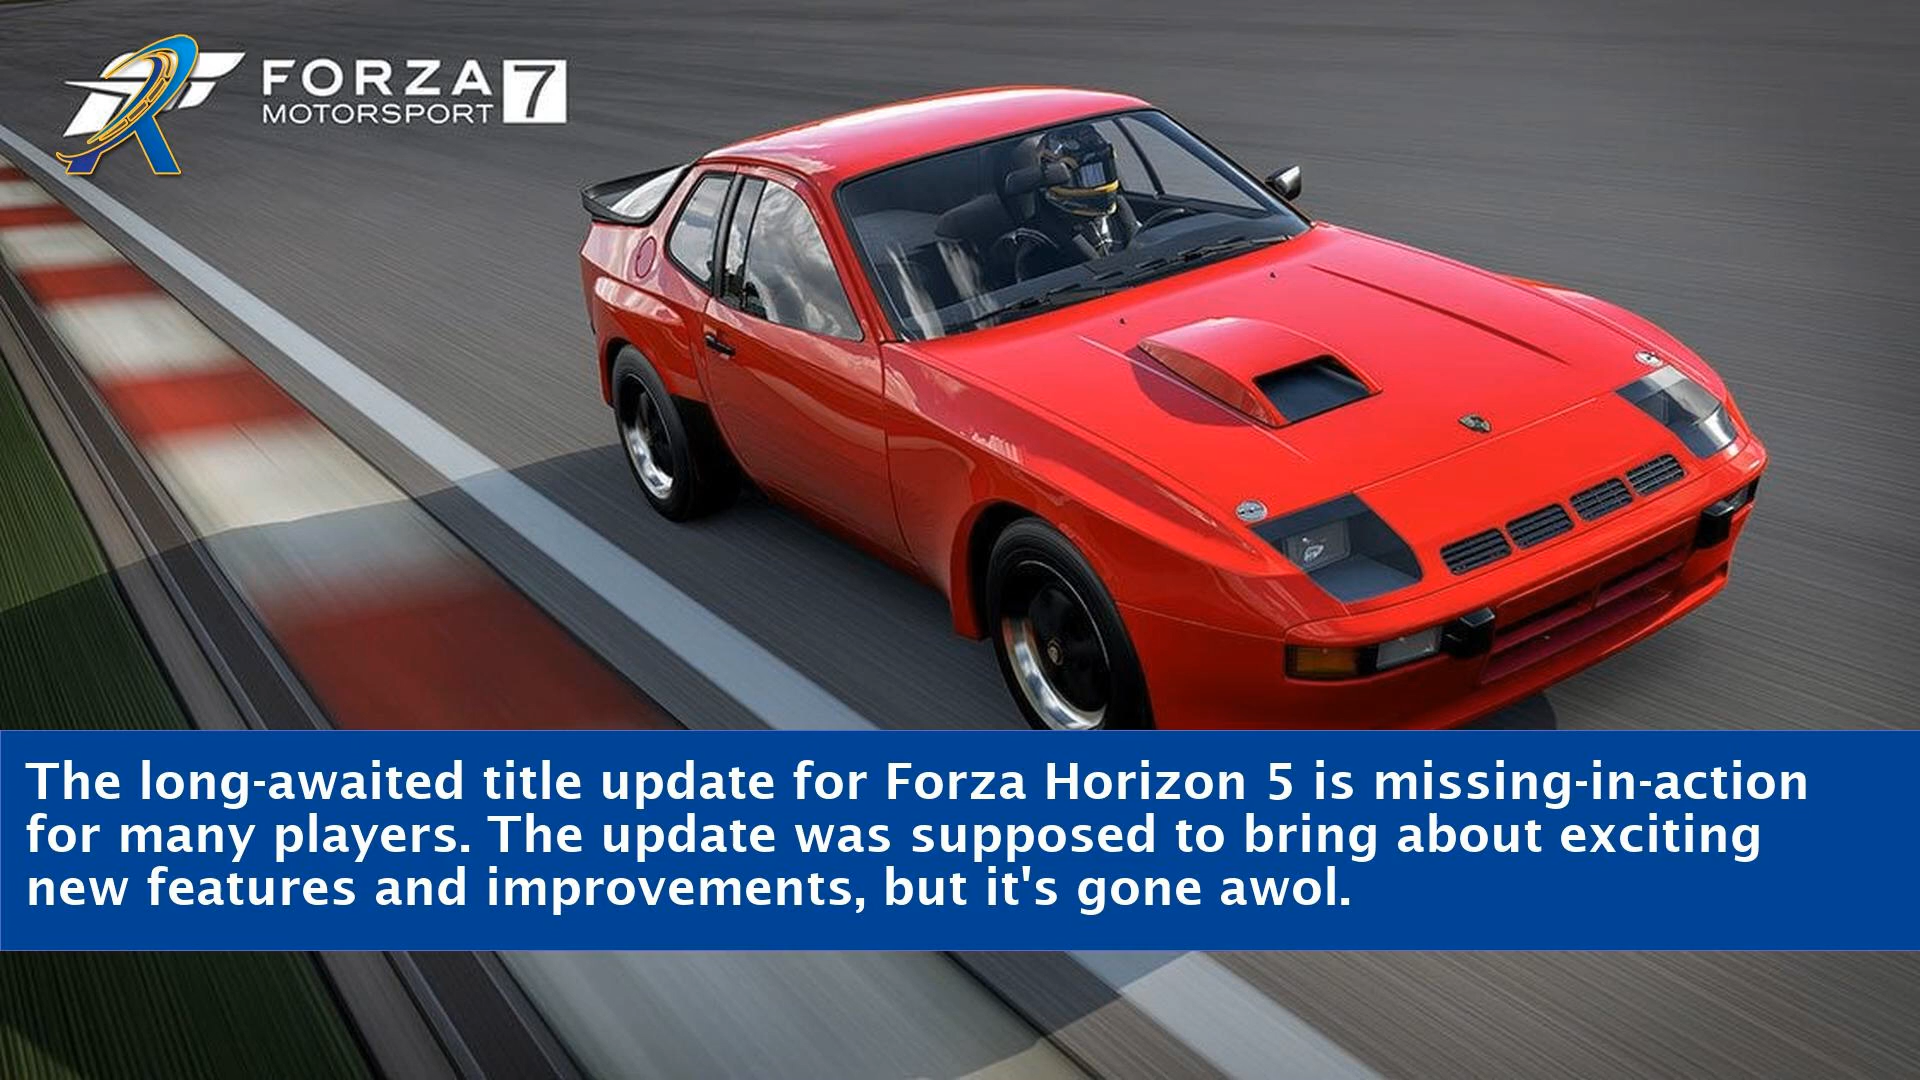 FORZA
MOTORSPORT 7
The long-awaited title update for Forza Horizon 5 is missing-in-action
for many players. The update was supposed to bring about exciting
new features and improvements, but it's gone awol.